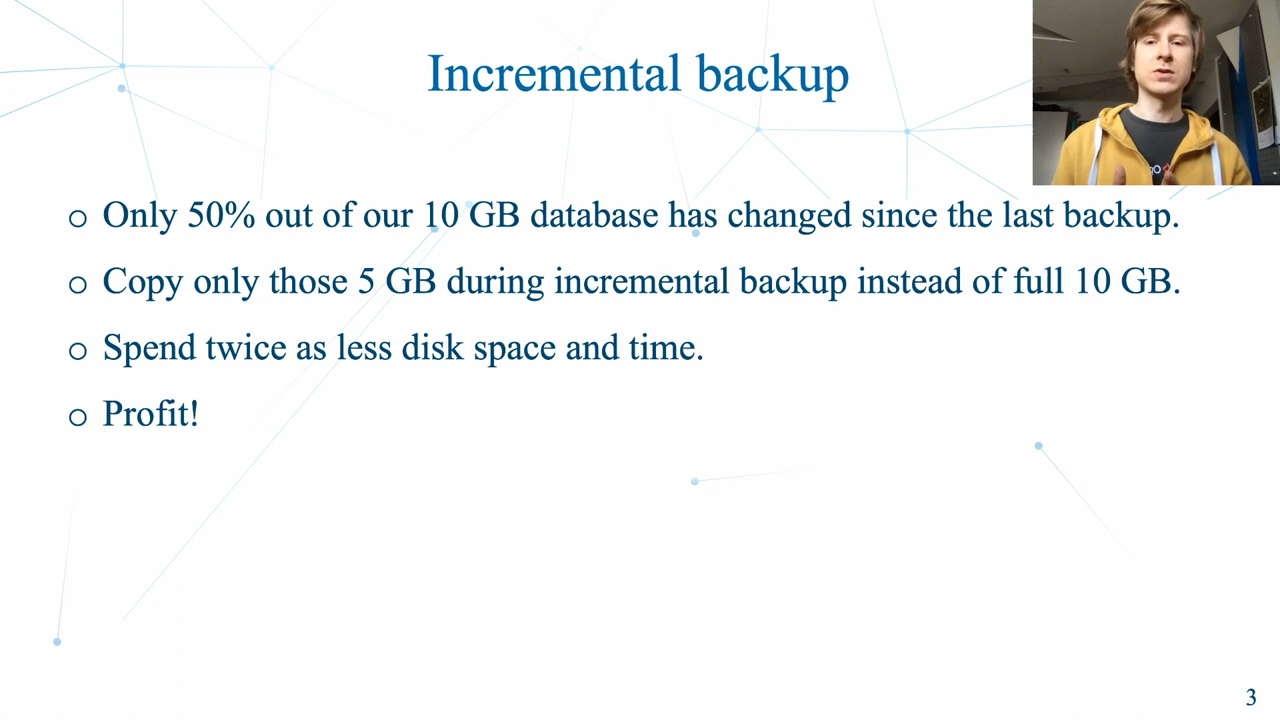 Incremental backup
Only 50% out of our 10 GB database has changed since the last backup.
Copy only those 5 GB during incremental backup instead of full 10 GB.
Spend twice as less disk space and time.
Profit!
3